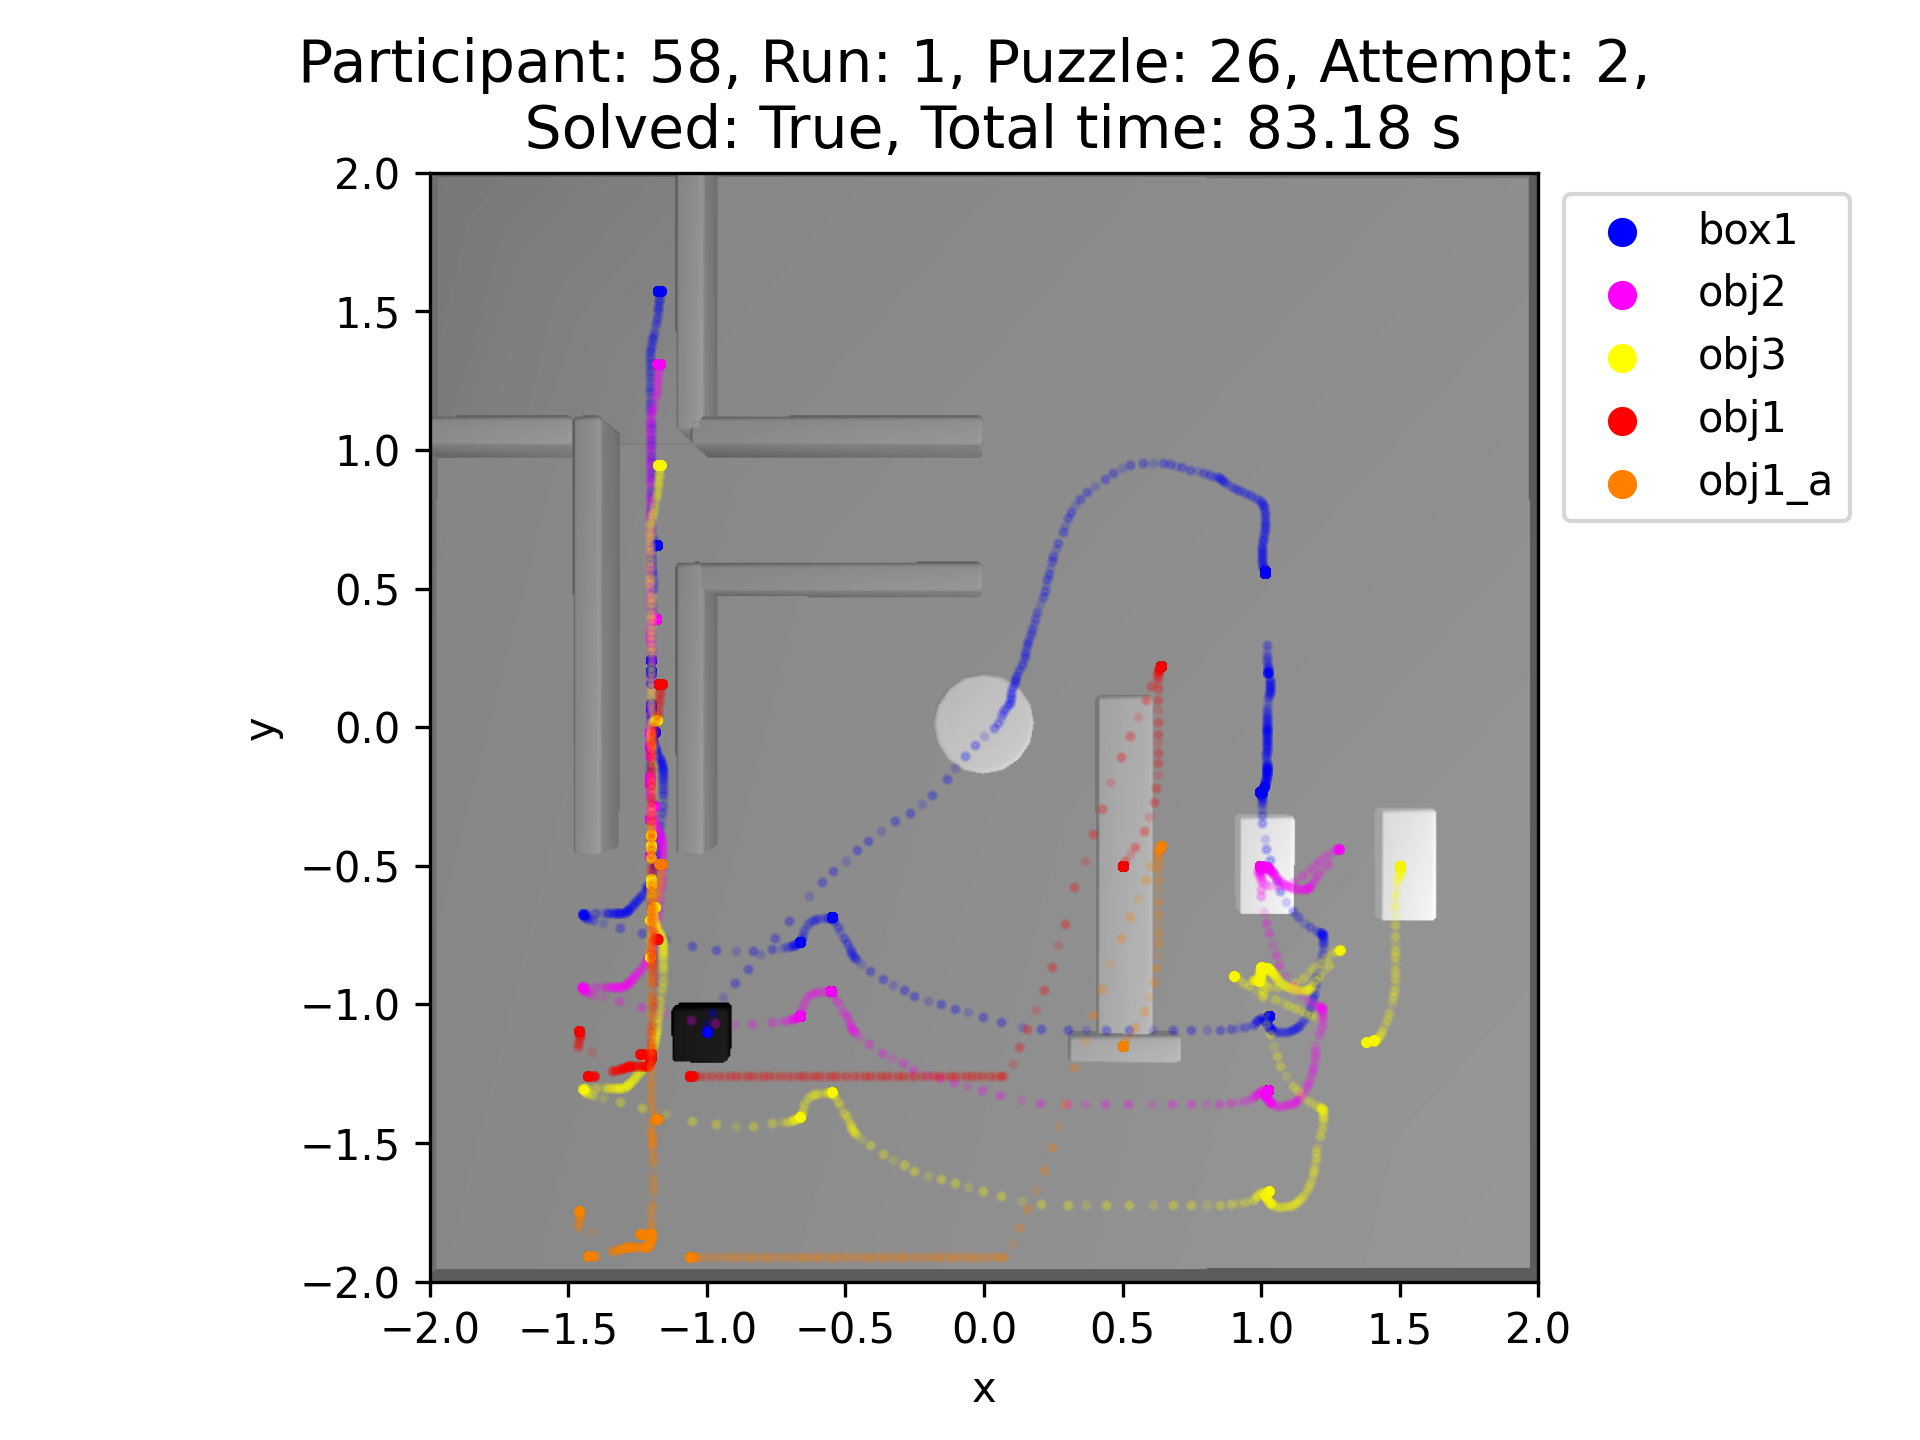 Participant: 58, Run: 1, Puzzle: 26, Attempt: 2,
Solved: True, Total time: 83.18 s
2.0
1.5
1.0
0.5
0.0
−0.5
−1.0
−1.5
−2.0
y
−2.0 −1.5 −1.0 −0.5 0.0 0.5 1.0 1.5 2.0
x
box1
obj2
obj3
obj1
obj1_a